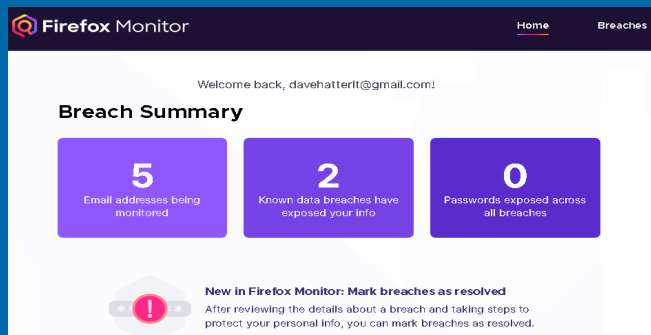 Firefox Monitor
Home Breaches
Welcome back, davehatterlt@gmail.com!
Breach Summary
5
Email addresses being
monitored
2
Known data breaches have
exposed your info
0
Passwords exposed across
all breaches
New in Firefox Monitor: Mark breaches as resolved
After reviewing the details about a breach and taking steps to
protect your personal info, you can mark breaches as resolved.